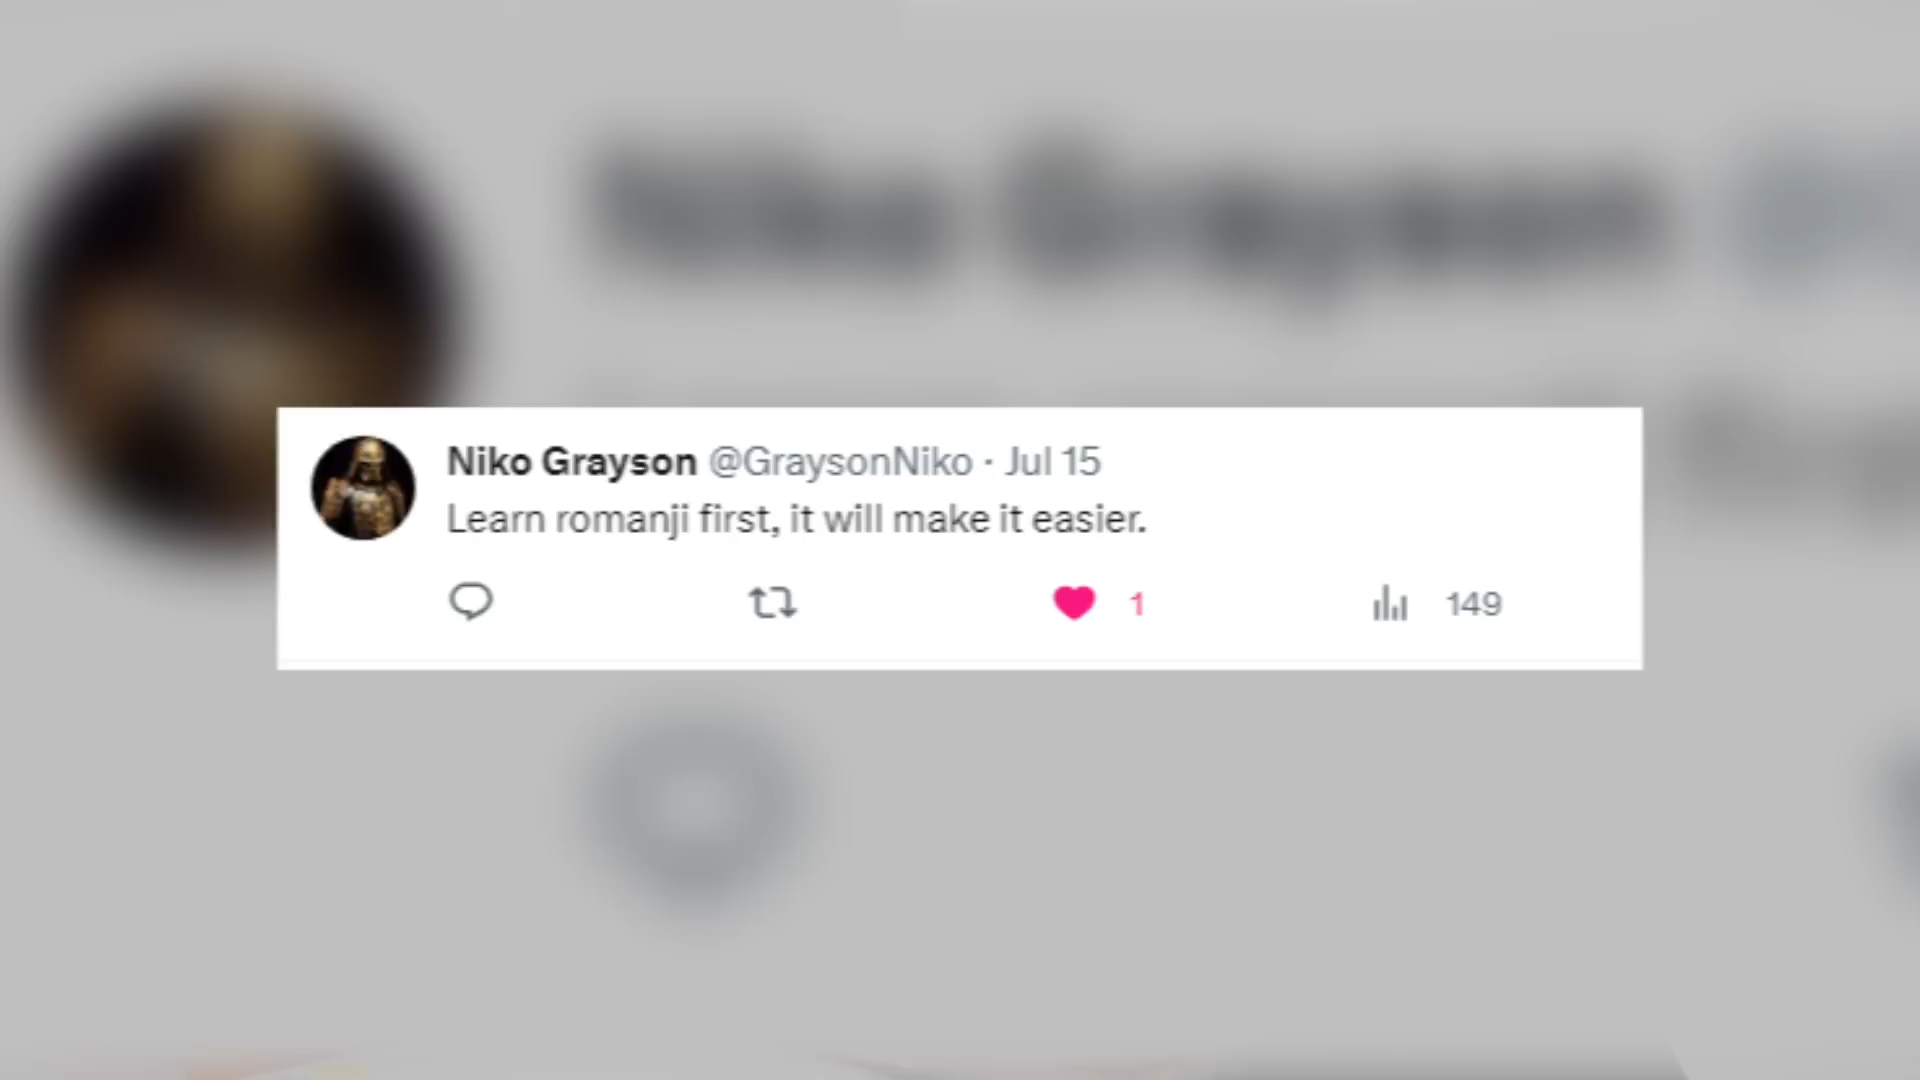 Niko Grayson @GraysonNiko · Jul 15
Learn romanji first, it will make it easier.
1 149